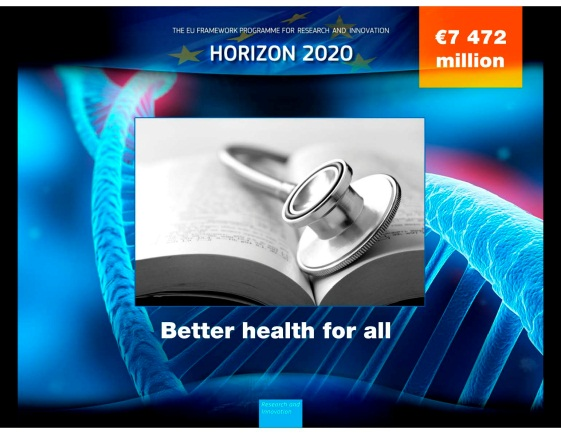 THE EU FRAMEWORK PROGRAMME FOR RESEARCH AND INNOVATION
HORIZON 2020
€7 472
million
Better health for all
Research and
Innovation